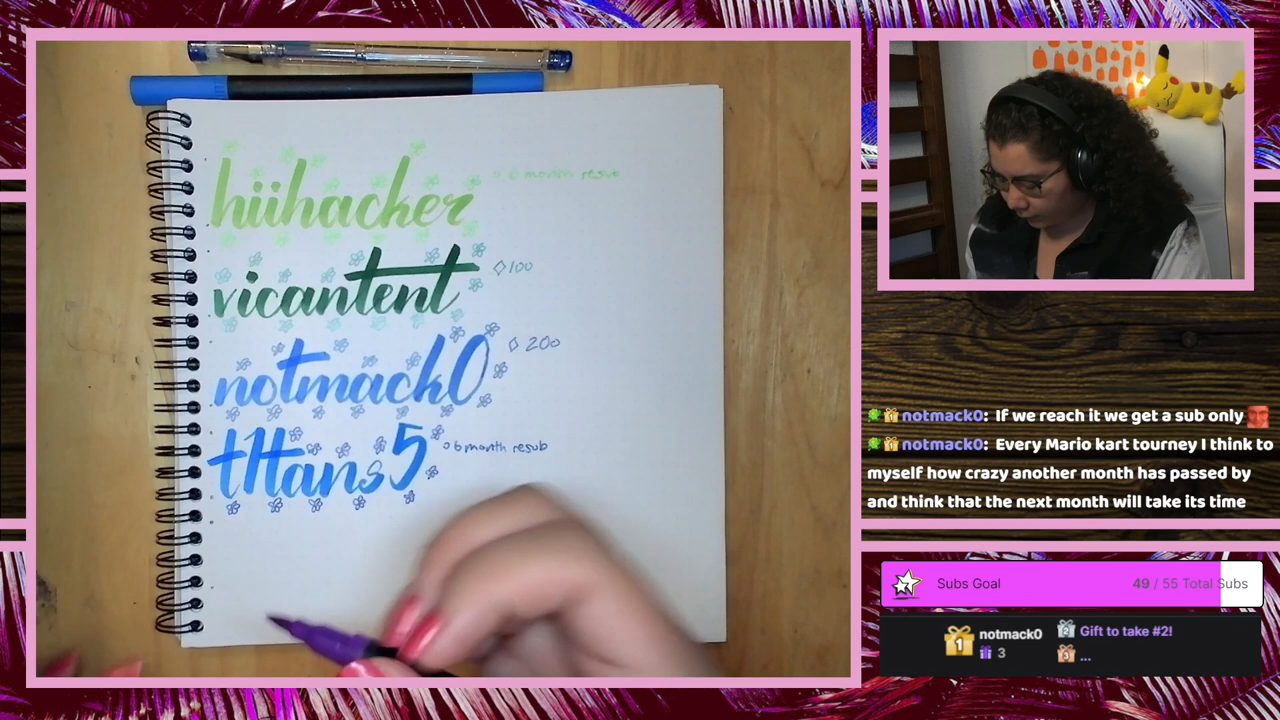 hiihacker
6 month resub
vicantent
◇100
notmack0
◇ 200
tHans5
6 month resub
notmack0: If we reach it we get a sub only
notmack0: Every Mario kart tourney I think to
myself how crazy another month has passed by
and think that the next month will take its time
Subs Goal
49 / 55 Total Subs
1
notmack0
3
2
Gift to take #2!
3
...